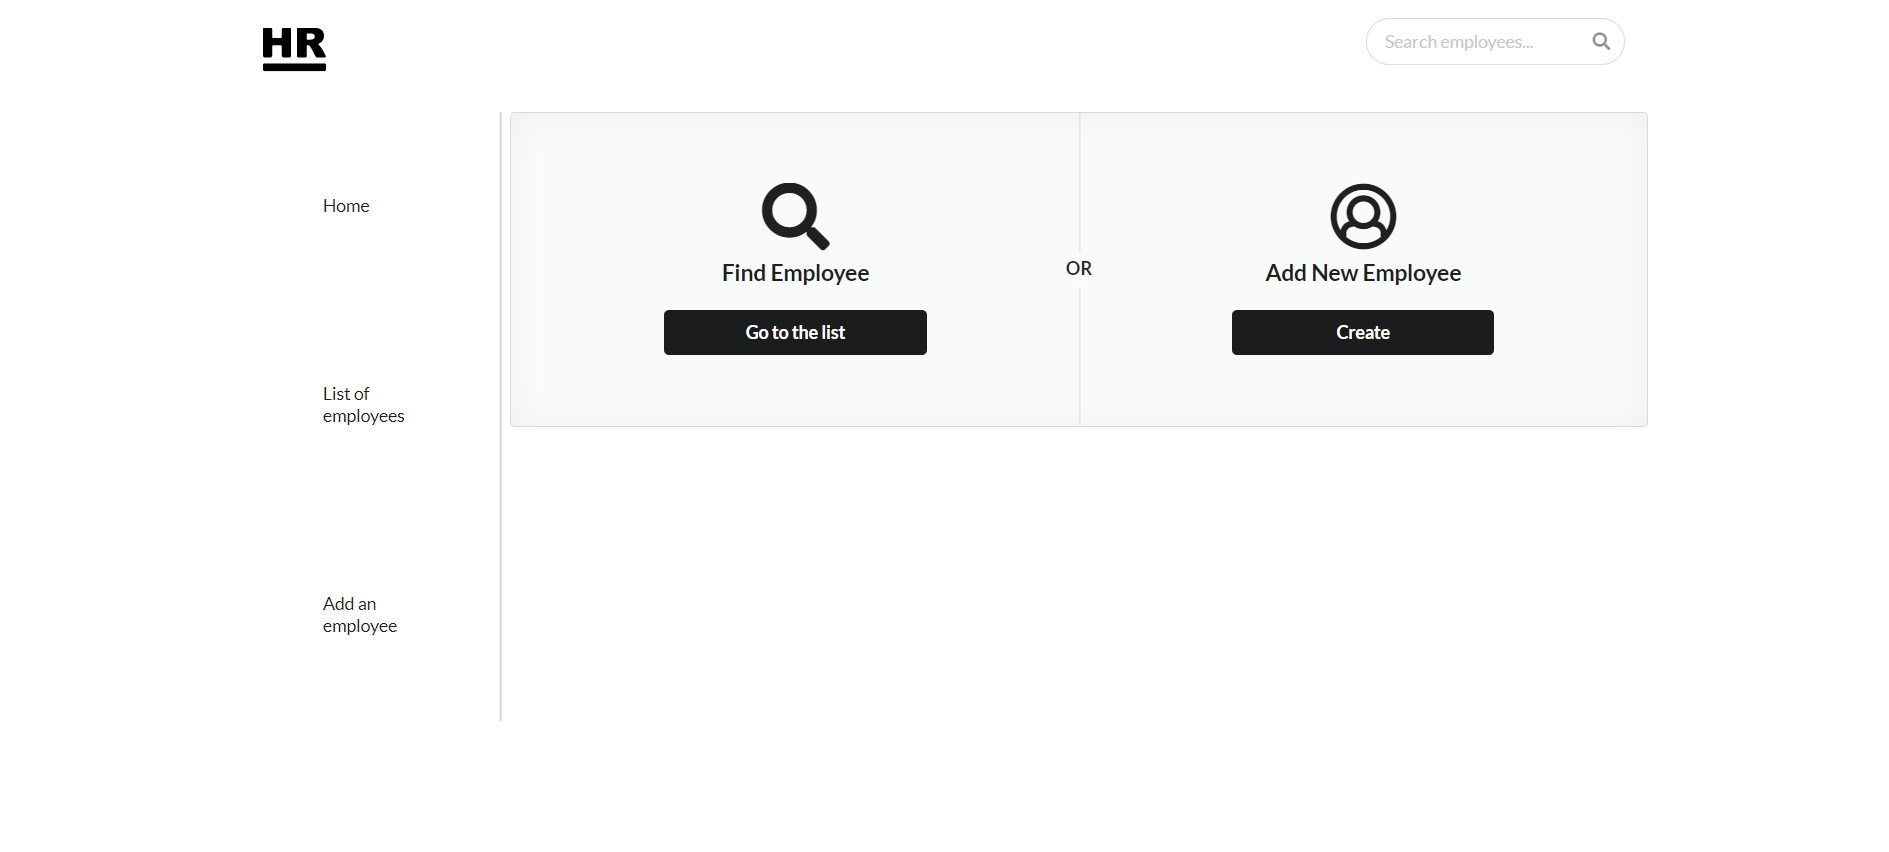 HR
Search employees...
Home
List of
employees
Add an
employee
Find Employee
Go to the list
OR
Add New Employee
Create